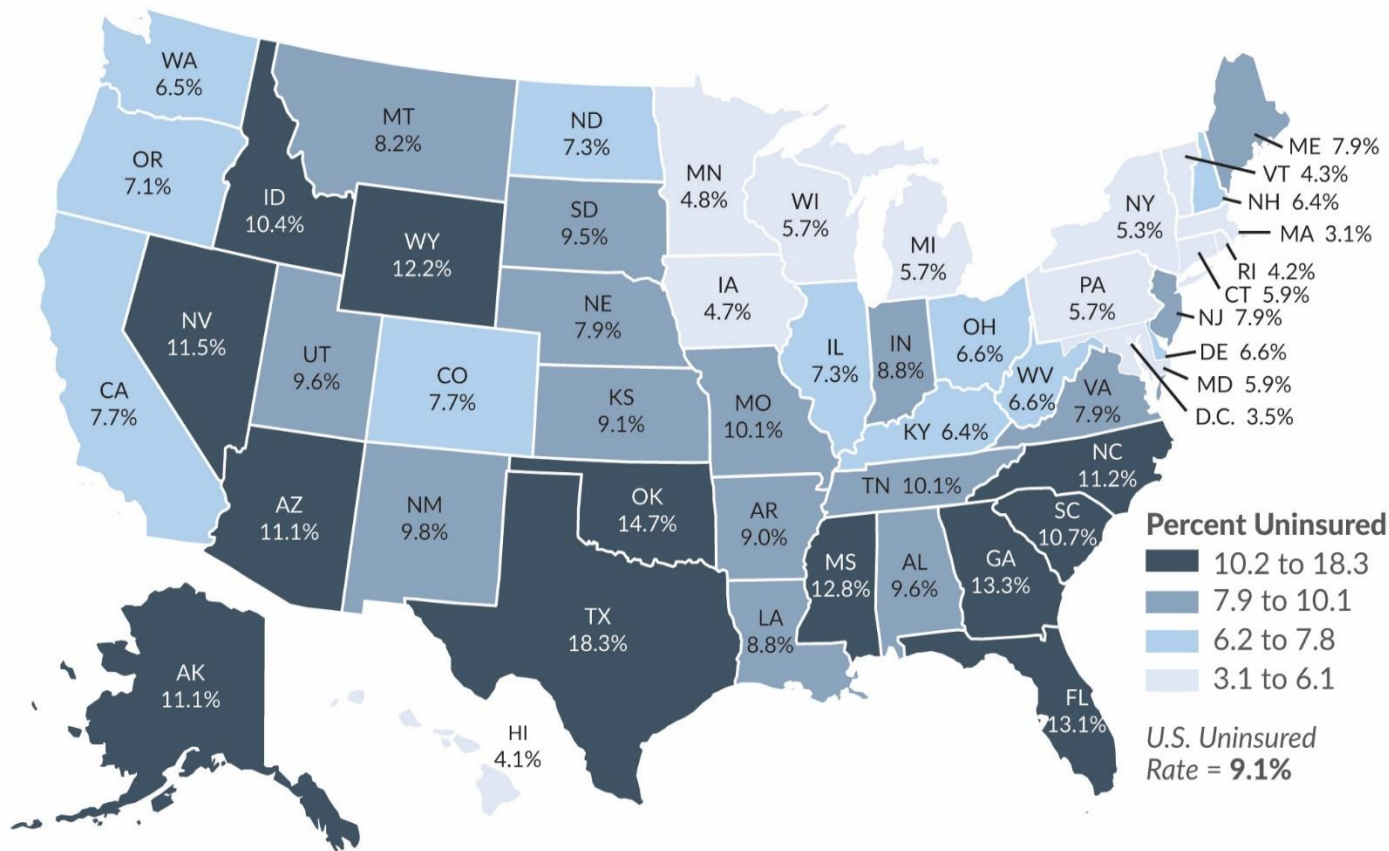 WA
6.5%
OR
7.1%
CA
7.7%
ID
10.4%
NV
11.5%
MT
8.2%
WY
12.2%
UT
9.6%
CO
7.7%
AZ
11.1%
NM
9.8%
ND
7.3%
SD
9.5%
NE
7.9%
KS
9.1%
OK
14.7%
TX
18.3%
MN
4.8%
IA
4.7%
MO
10.1%
AR
9.0%
LA
8.8%
WI
5.7%
IL
7.3%
MI
5.7%
IN
8.8%
OH
6.6%
KY 6.4%
TN 10.1%
MS
12.8%
AL
9.6%
GA
13.3%
FL
13.1%
SC
10.7%
NC
11.2%
VA
7.9%
WV
6.6%
PA
5.7%
NY
5.3%
ME 7.9%
VT 4.3%
NH 6.4%
MA 3.1%
RI 4.2%
CT 5.9%
NJ 7.9%
DE 6.6%
MD 5.9%
D.C. 3.5%
AK
11.1%
HI
4.1%
Percent Uninsured
10.2 to 18.3
7.9 to 10.1
6.2 to 7.8
3.1 to 6.1
U.S. Uninsured
Rate = 9.1%